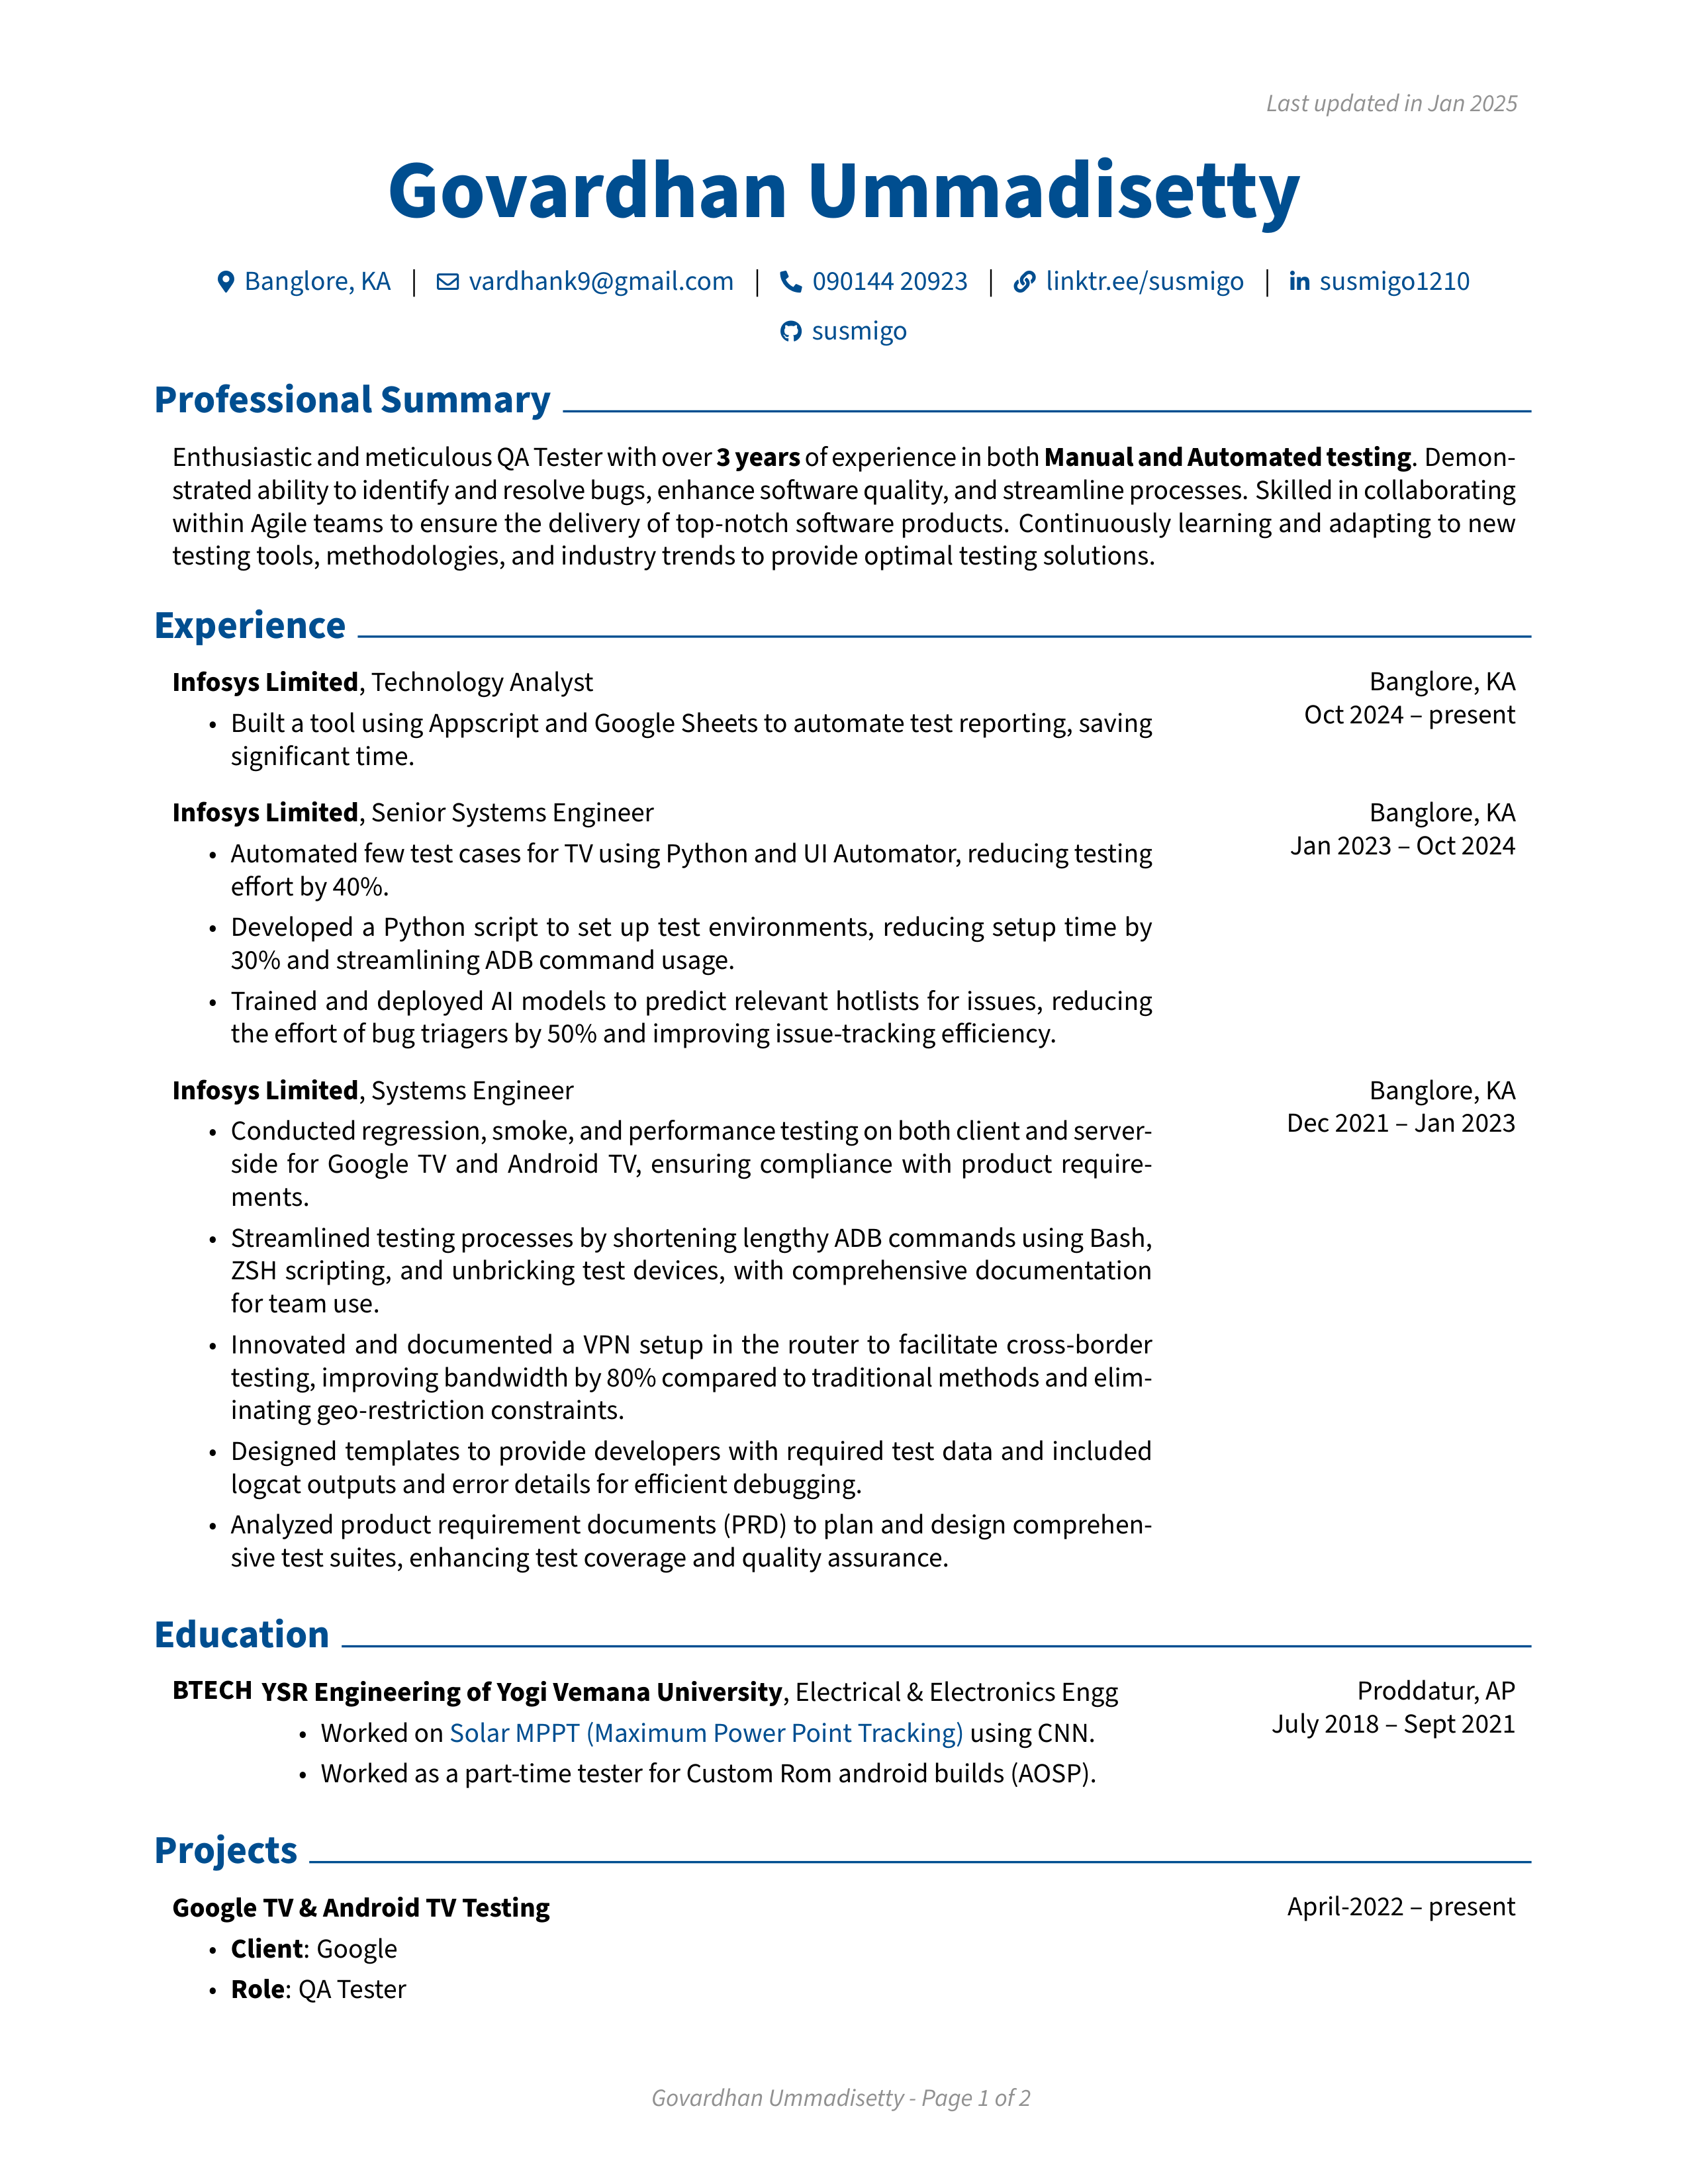 Last updated in Jan 2025
Govardhan Ummadisetty
Banglore, KA | vardhank9@gmail.com | 090144 20923 | linktr.ee/susmigo | susmigo1210
susmigo
Professional Summary
Enthusiastic and meticulous QA Tester with over 3 years of experience in both Manual and Automated testing. Demon-
strated ability to identify and resolve bugs, enhance software quality, and streamline processes. Skilled in collaborating
within Agile teams to ensure the delivery of top-notch software products. Continuously learning and adapting to new
testing tools, methodologies, and industry trends to provide optimal testing solutions.
Experience
Infosys Limited, Technology Analyst
Banglore, KA
Oct 2024 – present
• Built a tool using Appscript and Google Sheets to automate test reporting, saving
significant time.
Infosys Limited, Senior Systems Engineer
Banglore, KA
Jan 2023 – Oct 2024
• Automated few test cases for TV using Python and UI Automator, reducing testing
effort by 40%.
• Developed a Python script to set up test environments, reducing setup time by
30% and streamlining ADB command usage.
• Trained and deployed AI models to predict relevant hotlists for issues, reducing
the effort of bug triagers by 50% and improving issue-tracking efficiency.
Infosys Limited, Systems Engineer
Banglore, KA
Dec 2021 – Jan 2023
• Conducted regression, smoke, and performance testing on both client and server-
side for Google TV and Android TV, ensuring compliance with product require-
ments.
• Streamlined testing processes by shortening lengthy ADB commands using Bash,
ZSH scripting, and unbricking test devices, with comprehensive documentation
for team use.
• Innovated and documented a VPN setup in the router to facilitate cross-border
testing, improving bandwidth by 80% compared to traditional methods and elim-
inating geo-restriction constraints.
• Designed templates to provide developers with required test data and included
logcat outputs and error details for efficient debugging.
• Analyzed product requirement documents (PRD) to plan and design comprehen-
sive test suites, enhancing test coverage and quality assurance.
Education
BTECH YSR Engineering of Yogi Vemana University, Electrical & Electronics Engg
Proddatur, AP
July 2018 – Sept 2021
• Worked on Solar MPPT (Maximum Power Point Tracking) using CNN.
• Worked as a part-time tester for Custom Rom android builds (AOSP).
Projects
Google TV & Android TV Testing
April-2022 – present
• Client: Google
• Role: QA Tester
Govardhan Ummadisetty - Page 1 of 2